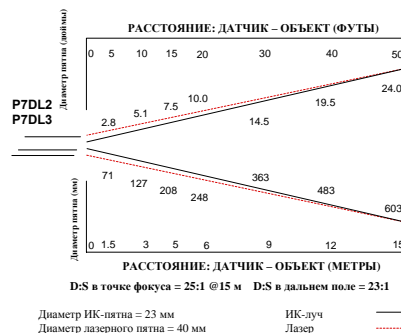 РАССТОЯНИЕ: ДАТЧИК – ОБЪЕКТ (ФУТЫ)
0 5 10 15 20 30 40 50
Диаметр пятна (дюймы)
P7DL2
P7DL3
2.8 5.1 7.5 10.0 14.5 19.5 24.0
71 127 208 248 363 483 603
Диаметр пятна (мм)
0 1.5 3 5 6 9 12 15
РАССТОЯНИЕ: ДАТЧИК – ОБЪЕКТ (МЕТРЫ)
D:S в точке фокуса = 25:1 @15 м D:S в дальнем поле = 23:1
Диаметр ИК-пятна = 23 мм ИК-луч
Диаметр лазерного пятна = 40 мм Лазер